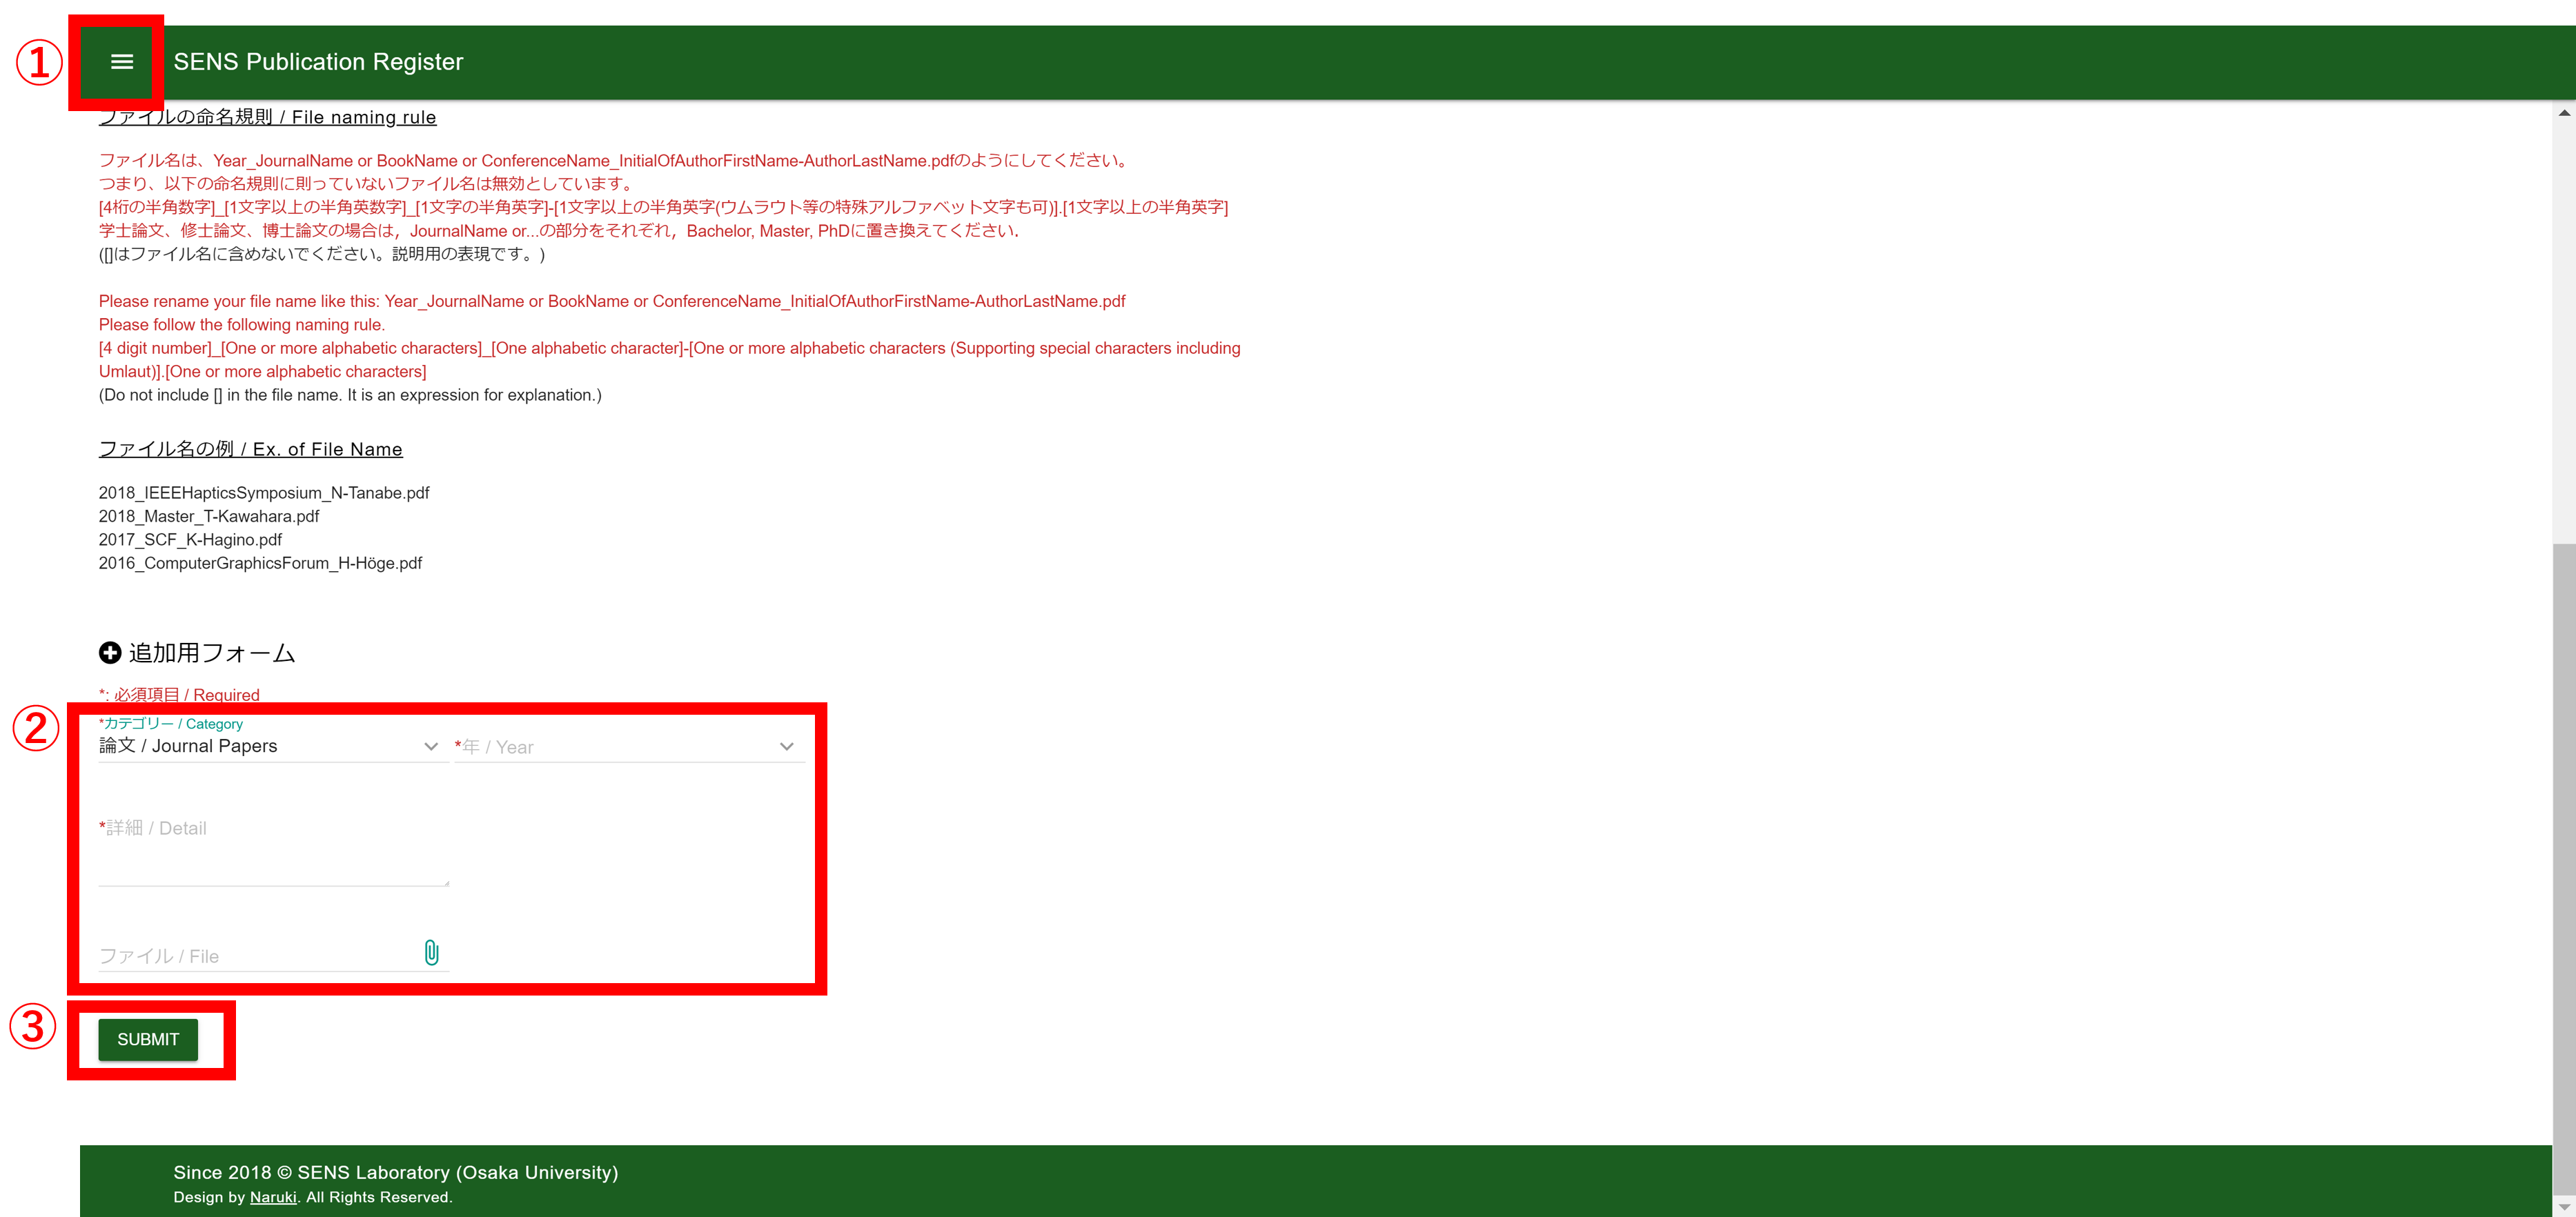 ①
SENS Publication Register
ファイルの命名規則 / File naming rule
ファイル名は、Year_JournalName or BookName or ConferenceName_InitialOfAuthorFirstName-AuthorLastName.pdfのようにしてください。
つまり、以下の命名規則に則っていないファイル名は無効としています。
[4桁の半角数字]_[1文字以上の半角英数字]_[1文字の半角英字]-[1文字以上の半角英字(ウムラウト等の特殊アルファベット文字も可)].[1文字以上の半角英字]
学士論文、修士論文、博士論文の場合は，JournalName or...の部分をそれぞれ，Bachelor, Master, PhDに置き換えてください．
([]はファイル名に含めないでください。説明用の表現です。)
Please rename your file name like this: Year_JournalName or BookName or ConferenceName_InitialOfAuthorFirstName-AuthorLastName.pdf
Please follow the following naming rule.
[4 digit number]_[One or more alphabetic characters]_[One alphabetic character]-[One or more alphabetic characters (Supporting special characters including
Umlaut)].[One or more alphabetic characters]
(Do not include [] in the file name. It is an expression for explanation.)
ファイル名の例 / Ex. of File Name
2018_IEEEHapticsSymposium_N-Tanabe.pdf
2018_Master_T-Kawahara.pdf
2017_SCF_K-Hagino.pdf
2016_ComputerGraphicsForum_H-Höge.pdf
追加用フォーム
*: 必須項目 / Required
②
*カテゴリー / Category
論文 / Journal Papers
*年 / Year
*詳細 / Detail
ファイル / File
③
SUBMIT
Since 2018 © SENS Laboratory (Osaka University)
Design by Naruki. All Rights Reserved.